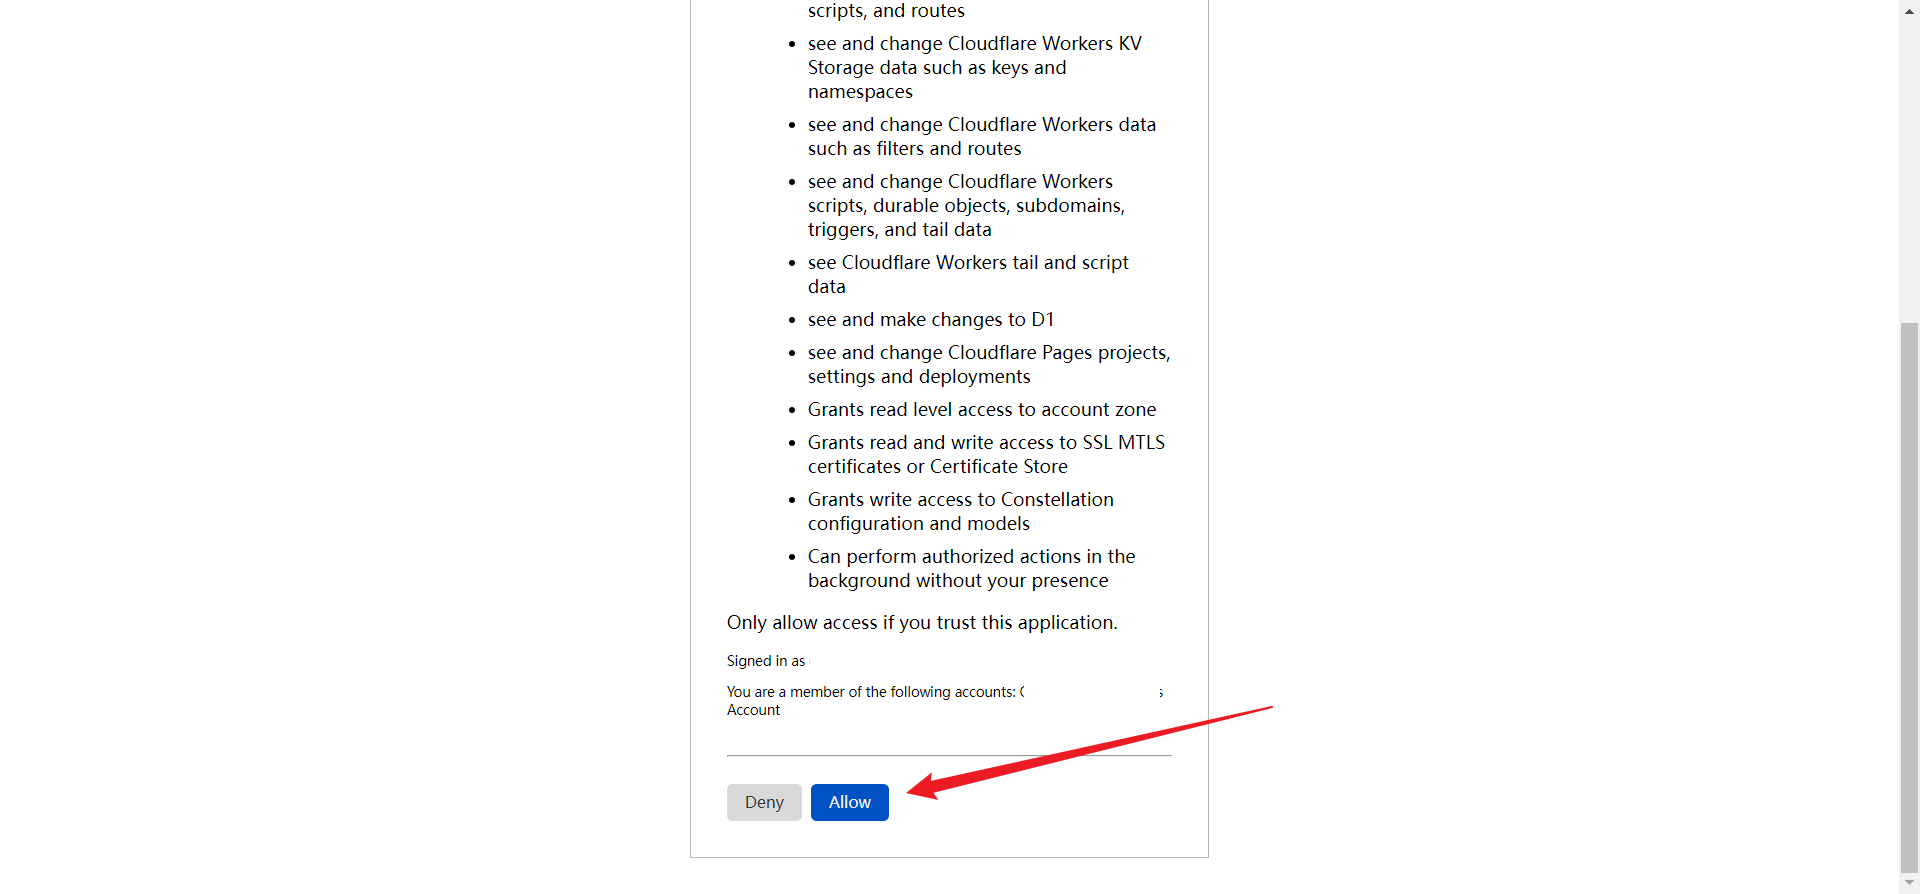 scripts, and routes
see and change Cloudflare Workers KV
Storage data such as keys and
namespaces
see and change Cloudflare Workers data
such as filters and routes
see and change Cloudflare Workers
scripts, durable objects, subdomains,
triggers, and tail data
see Cloudflare Workers tail and script
data
see and make changes to D1
see and change Cloudflare Pages projects,
settings and deployments
Grants read level access to account zone
Grants read and write access to SSL MTLS
certificates or Certificate Store
Grants write access to Constellation
configuration and models
Can perform authorized actions in the
background without your presence
Only allow access if you trust this application.
Signed in as
You are a member of the following accounts:
Account
Deny Allow